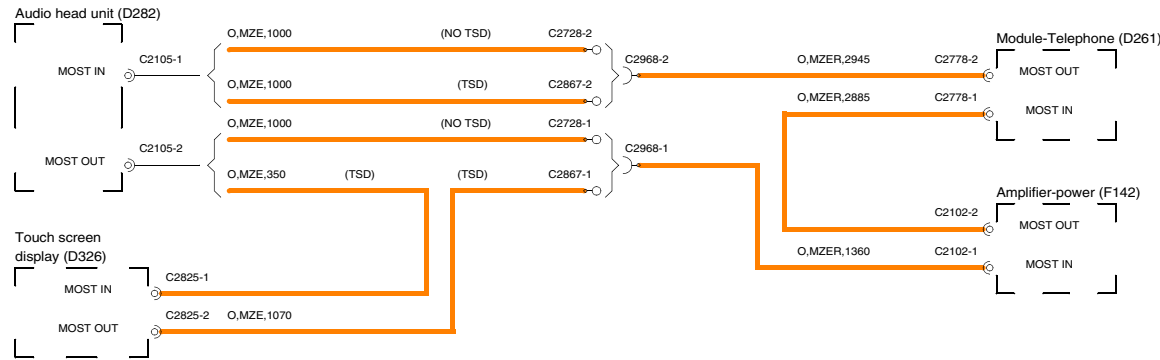 Audio head unit (D282)
MOST IN
C2105-1
O,MZE,1000
(NO TSD)
C2728-2
O,MZE,1000
(TSD)
C2867-2
C2968-2
O,MZER,2945
C2778-2
Module-Telephone (D261)
MOST OUT
O,MZER,2885
C2778-1
MOST IN
MOST OUT
C2105-2
O,MZE,1000
(NO TSD)
C2728-1
O,MZE,350
(TSD)
(TSD)
C2867-1
C2968-1
Amplifier-power (F142)
C2102-2
MOST OUT
O,MZER,1360
C2102-1
MOST IN
Touch screen
display (D326)
MOST IN
C2825-1
MOST OUT
C2825-2
O,MZE,1070